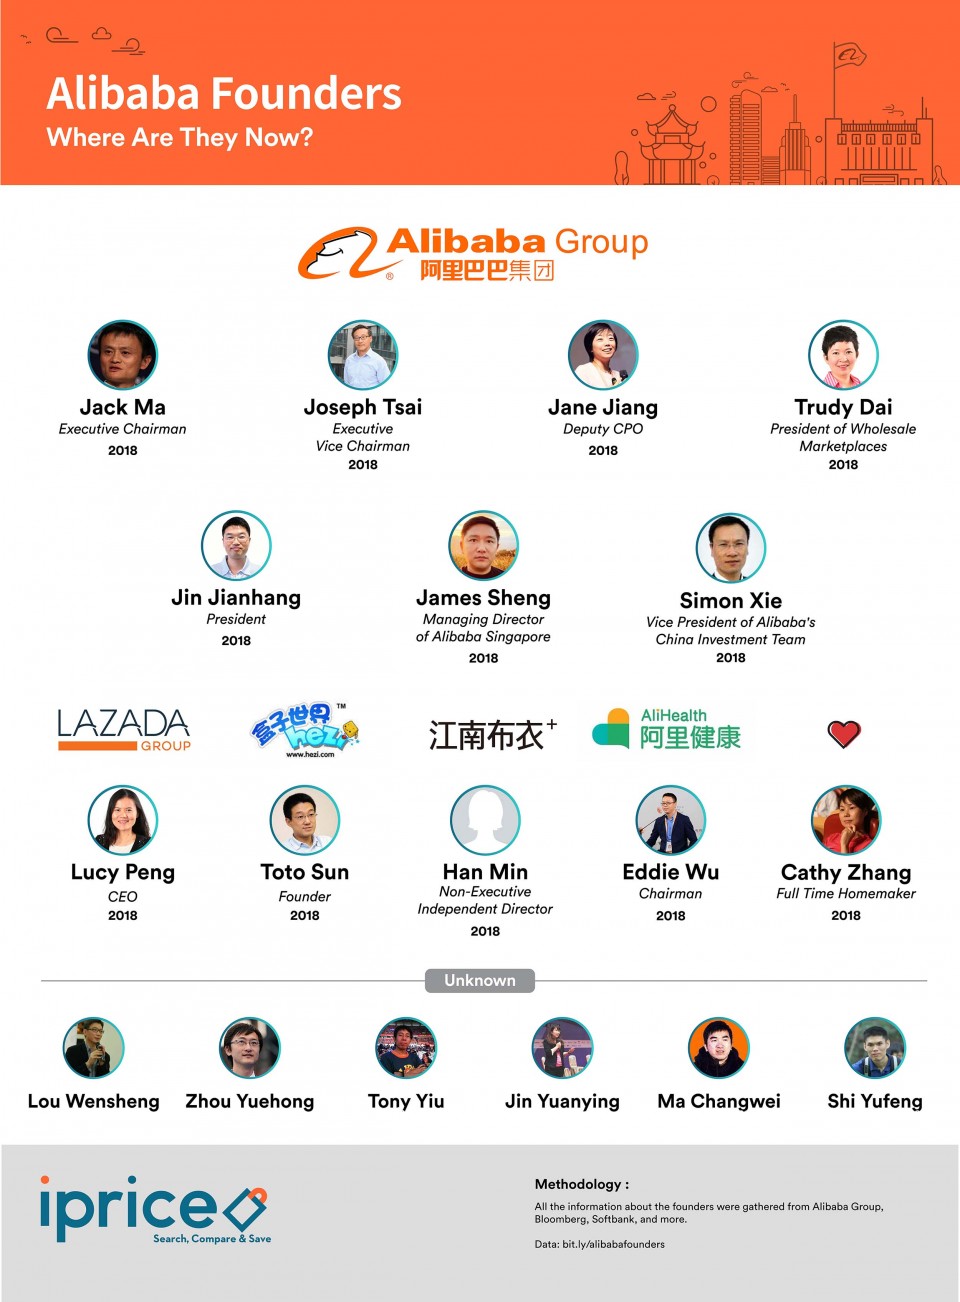 Alibaba Founders
Where Are They Now?
Alibaba Group
®
阿里巴巴集团
Jack Ma
Executive Chairman
2018
Joseph Tsai
Executive
Vice Chairman
2018
Jane Jiang
Deputy CPO
2018
Trudy Dai
President of Wholesale
Marketplaces
2018
Jin Jianhang
President
2018
James Sheng
Managing Director
of Alibaba Singapore
2018
Simon Xie
Vice President of Alibaba's
China Investment Team
2018
LAZADA
GROUP
盒子世界 TM
hezi
www.hezi.com
江南布衣+
AliHealth
阿里健康
Lucy Peng
CEO
2018
Toto Sun
Founder
2018
Han Min
Non-Executive
Independent Director
2018
Eddie Wu
Chairman
2018
Cathy Zhang
Full Time Homemaker
2018
Unknown
Lou Wensheng
Zhou Yuehong
Tony Yiu
Jin Yuanying
Ma Changwei
Shi Yufeng
iprice
Search, Compare & Save
Methodology :
All the information about the founders were gathered from Alibaba Group,
Bloomberg, Softbank, and more.
Data: bit.ly/alibabafounders